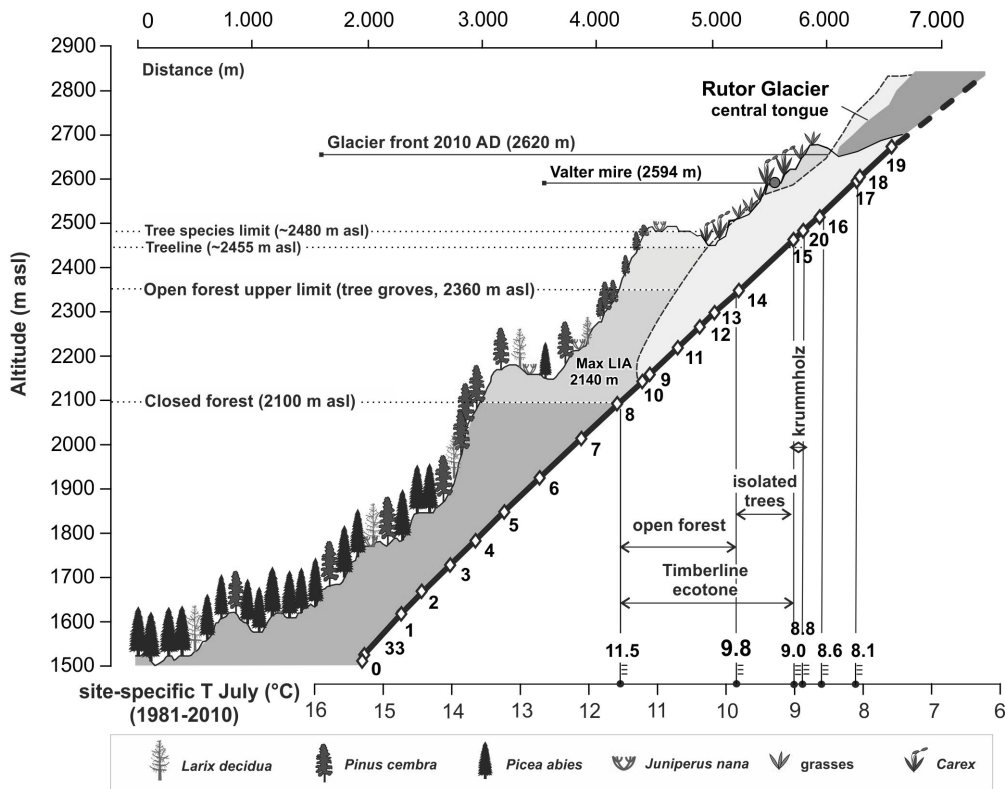 0 1.000 2.000 3.000 4.000 5.000 6.000 7.000
Distance (m)
Altitude (m asl)
2900
2800
2700
2600
2500
2400
2300
2200
2100
2000
1900
1800
1700
1600
1500
Rutor Glacier
central tongue
Glacier front 2010 AD (2620 m)
Valter mire (2594 m)
Tree species limit (~2480 m asl)
Treeline (~2455 m asl)
Open forest upper limit (tree groves, 2360 m asl)
Max LIA
2140 m
Closed forest (2100 m asl)
19
18
17
16
20
15
14
13
12
11
9
10
8
7
6
5
4
3
2
1
33
0
krummholz
isolated
trees
open forest
Timberline
ecotone
11.5 9.8 9.0 8.8 8.6 8.1
site-specific T July (°C)
(1981-2010)
16 15 14 13 12 11 10 9 8 7 6
Larix decidua Pinus cembra Picea abies Juniperus nana grasses Carex